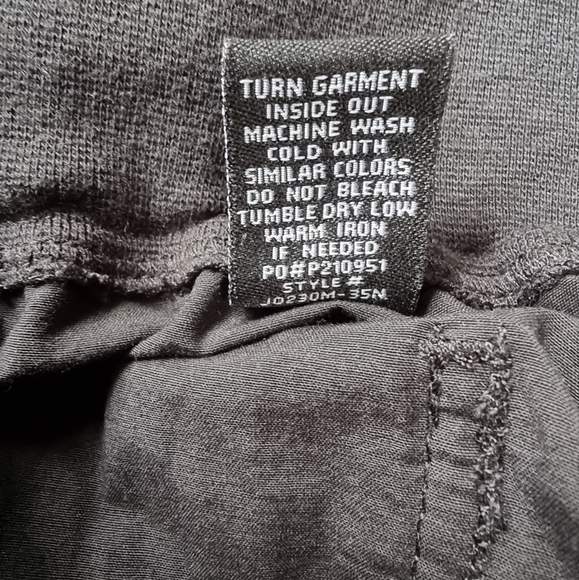 TURN GARMENT
INSIDE OUT
MACHINE WASH
COLD WITH
SIMILAR COLORS
DO NOT BLEACH
TUMBLE DRY LOW
WARM IRON
IF NEEDED
PO#P210951
STYLE #
J0230M-35N